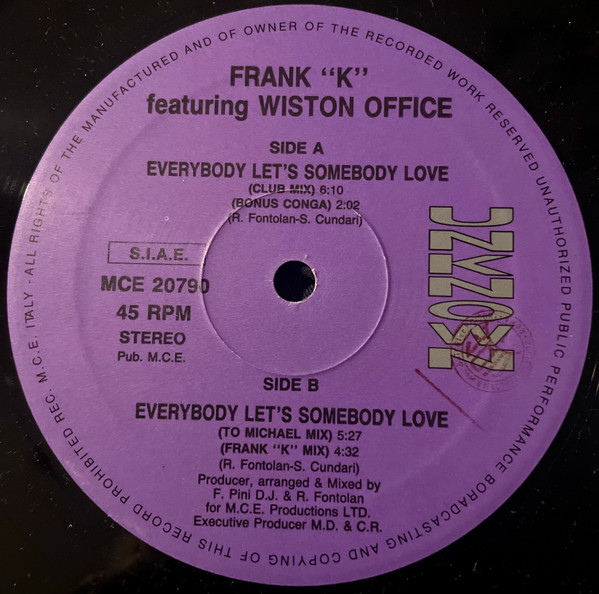 ALL RIGHTS OF THE MANUFACTURED AND OF OWNER OF THE RECORDED WORK RESERVED UNAUTHORIZED PUBLIC PERFORMANCE BORADCASTING AND COPYING OF THIS RECORD PROHIBITED REC. M.C.E. ITALY -
FRANK "K"
featuring WISTON OFFICE
SIDE A
EVERYBODY LET'S SOMEBODY LOVE
(CLUB MIX) 6:10
(BONUS CONGA) 2:02
(R. Fontolan-S. Cundari)
S.I.A.E.
MCE 20790
45 RPM
STEREO
Pub. M.C.E.
SIDE B
EVERYBODY LET'S SOMEBODY LOVE
(TO MICHAEL MIX) 5:27
(FRANK "K" MIX) 4:32
(R. Fontolan-S. Cundari)
Producer, arranged & Mixed by
F. Pini D.J. & R. Fontolan
for M.C.E. Productions LTD.
Executive Producer M.D. & C.R.